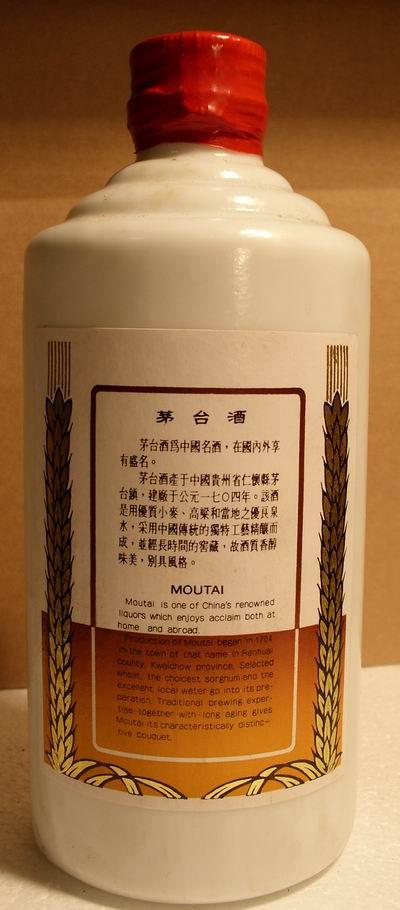 茅台酒
茅台酒爲中國名酒，在國內外享
有盛名。
茅台酒產于中國貴州省仁懷縣茅
台鎮，建廠于公元一七〇四年。該酒
是用優質小麥、高粱和當地之優良泉
水，采用中國傳統的獨特工藝精釀而
成，並經長時間的窖藏，故酒質香醇
味美，別具風格。
MOUTAI
Moutai is one of China's renowned
liquors which enjoys acclaim both at
home and abroad.
Production of Moutai began in 1704
in the town of that name in Renhuai
county, Kweichow province. Selected
wheat, the choicest sorghum and the
excellent local water go into its pre-
paration. Traditional brewing exper-
tise together with long aging gives
Moutai its characteristically distinc-
tive bouquet.